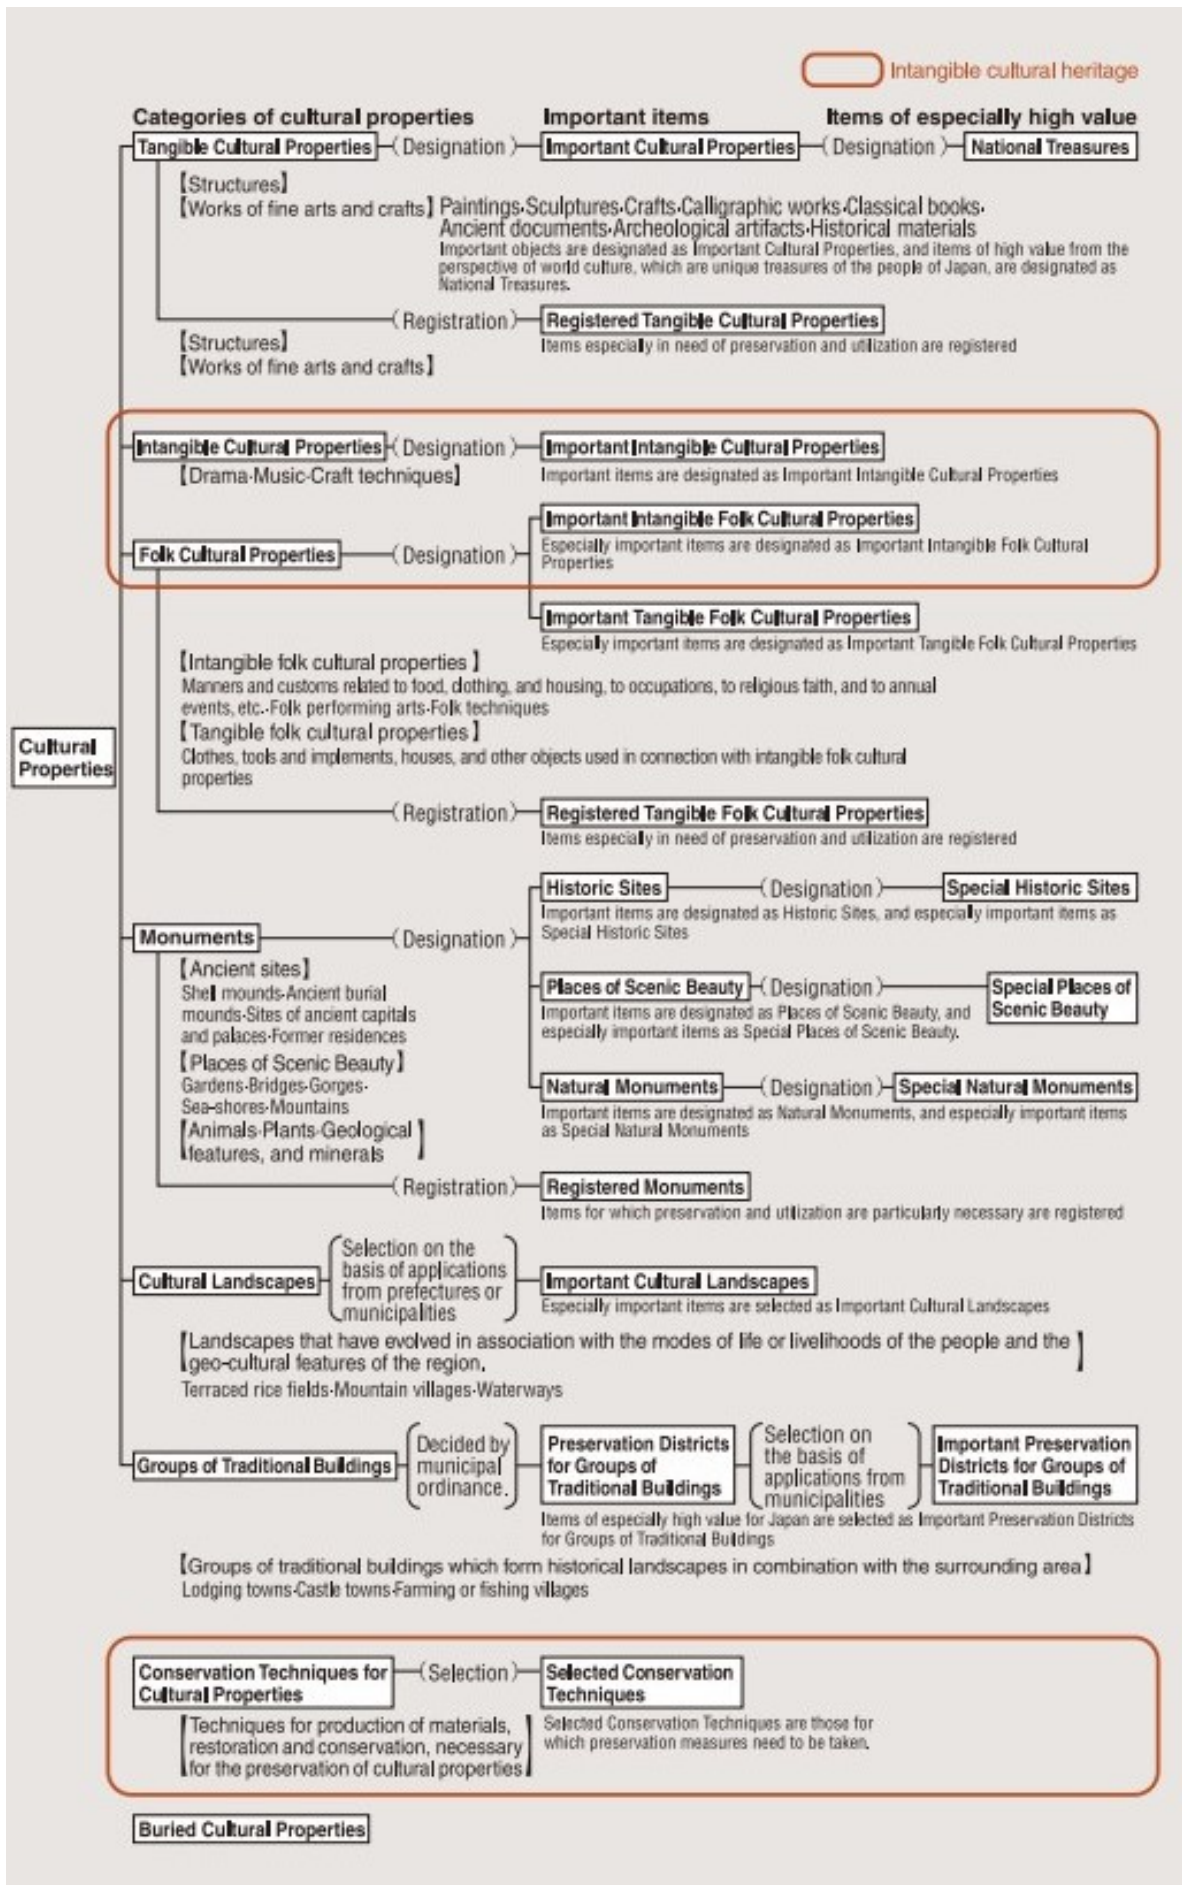 Intangible cultural heritage
Categories of cultural properties Important items Items of especially high value
Tangible Cultural Properties (Designation) Important Cultural Properties (Designation) National Treasures
【Structures】
【Works of fine arts and crafts】 Paintings·Sculptures·Crafts·Calligraphic works·Classical books·
Ancient documents·Archeological artifacts·Historical materials
Important objects are designated as Important Cultural Properties, and items of high value from the
perspective of world culture, which are unique treasures of the people of Japan, are designated as
National Treasures.
(Registration) Registered Tangible Cultural Properties
Items especially in need of preservation and utilization are registered
【Structures】
【Works of fine arts and crafts】
Intangible Cultural Properties (Designation) Important Intangible Cultural Properties
【Drama·Music·Craft techniques】 Important items are designated as Important Intangible Cultural Properties
Important Intangible Folk Cultural Properties
Especially important items are designated as Important Intangible Folk Cultural
Properties
Folk Cultural Properties (Designation)
Important Tangible Folk Cultural Properties
Especially important items are designated as Important Tangible Folk Cultural Properties
【Intangible folk cultural properties 】
Manners and customs related to food, clothing, and housing, to occupations, to religious faith, and to annual
events, etc.·Folk performing arts·Folk techniques
【Tangible folk cultural properties】
Clothes, tools and implements, houses, and other objects used in connection with intangible folk cultural
properties
Cultural
Properties
(Registration) Registered Tangible Folk Cultural Properties
Items especially in need of preservation and utilization are registered
Historic Sites (Designation) Special Historic Sites
Important items are designated as Historic Sites, and especially important items as
Special Historic Sites
Monuments (Designation)
【Ancient sites】
Shell mounds·Ancient burial
mounds·Sites of ancient capitals
and palaces·Former residences
【Places of Scenic Beauty】
Gardens·Bridges·Gorges·
Sea-shores·Mountains
【Animals·Plants·Geological
features, and minerals】
Places of Scenic Beauty (Designation) Special Places of
Scenic Beauty
Important items are designated as Places of Scenic Beauty, and
especially important items as Special Places of Scenic Beauty.
Natural Monuments (Designation) Special Natural Monuments
Important items are designated as Natural Monuments, and especially important items
as Special Natural Monuments
(Registration) Registered Monuments
Items for which preservation and utilization are particularly necessary are registered
Cultural Landscapes
(Selection on the
basis of applications
from prefectures or
municipalities)
Important Cultural Landscapes
Especially important items are selected as Important Cultural Landscapes
【Landscapes that have evolved in association with the modes of life or livelihoods of the people and the
geo-cultural features of the region.】
Terraced rice fields·Mountain villages·Waterways
Groups of Traditional Buildings
(Decided by
municipal
ordinance.)
Preservation Districts
for Groups of
Traditional Buildings
(Selection on
the basis of
applications from
municipalities)
Important Preservation
Districts for Groups of
Traditional Buildings
Items of especially high value for Japan are selected as Important Preservation Districts
for Groups of Traditional Buildings
【Groups of traditional buildings which form historical landscapes in combination with the surrounding area】
Lodging towns·Castle towns·Farming or fishing villages
Conservation Techniques for
Cultural Properties
(Selection)
Selected Conservation
Techniques
【Techniques for production of materials,
restoration and conservation, necessary
for the preservation of cultural properties】
Selected Conservation Techniques are those for
which preservation measures need to be taken.
Buried Cultural Properties